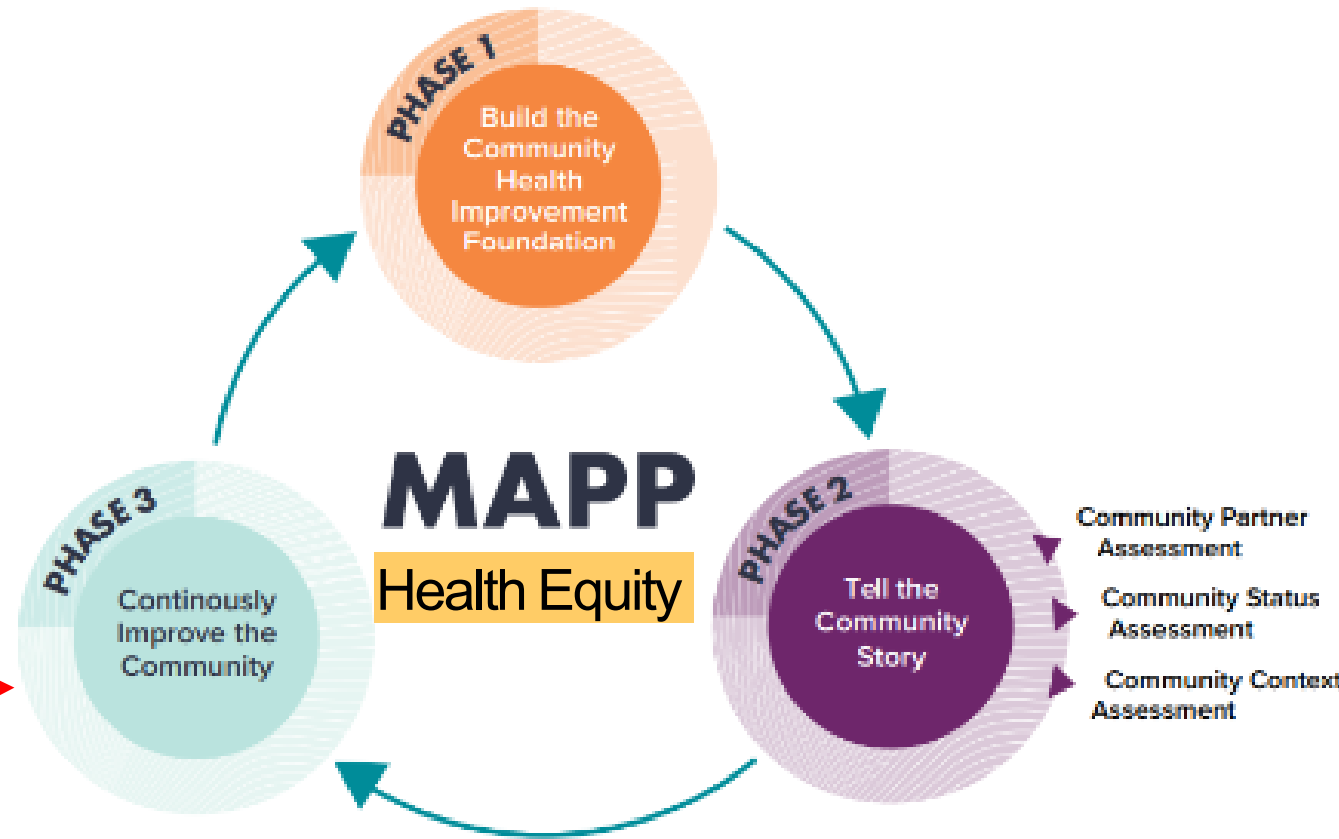 PHASE 1
Build the
Community
Health
Improvement
Foundation
MAPP
Health Equity
PHASE 2
Tell the
Community
Story
Community Partner
Assessment
Community Status
Assessment
Community Context
Assessment
PHASE 3
Continously
Improve the
Community